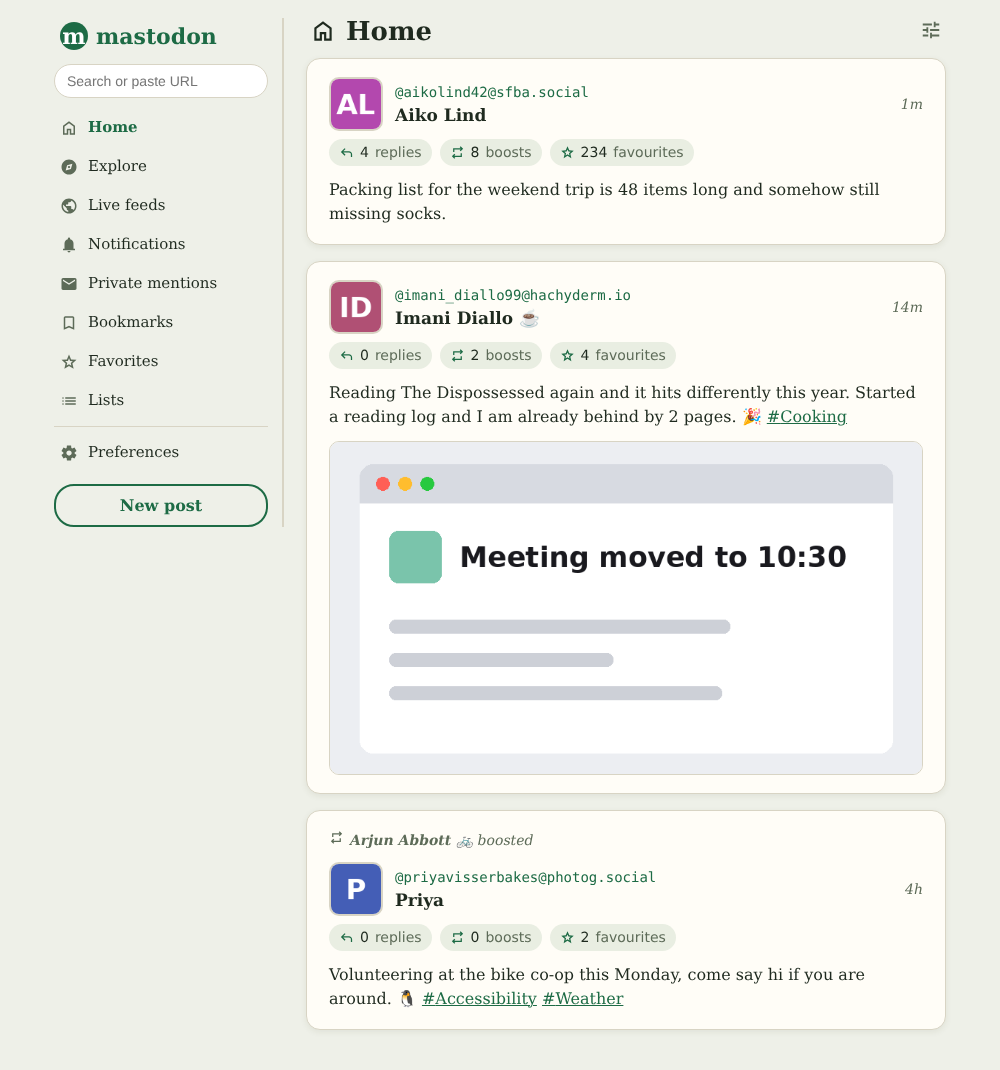 mastodon
Search or paste URL
Home
Explore
Live feeds
Notifications
Private mentions
Bookmarks
Favorites
Lists
Preferences
New post
Home
AL
@aikolind42@sfba.social
Aiko Lind
1m
4 replies
8 boosts
234 favourites
Packing list for the weekend trip is 48 items long and somehow still
missing socks.
ID
@imani_diallo99@hachyderm.io
Imani Diallo ☕
14m
0 replies
2 boosts
4 favourites
Reading The Dispossessed again and it hits differently this year. Started
a reading log and I am already behind by 2 pages. 🎉 #Cooking
Meeting moved to 10:30
Arjun Abbott 🚲 boosted
P
@priyavisserbakes@photog.social
Priya
4h
0 replies
0 boosts
2 favourites
Volunteering at the bike co-op this Monday, come say hi if you are
around. 🐧 #Accessibility #Weather